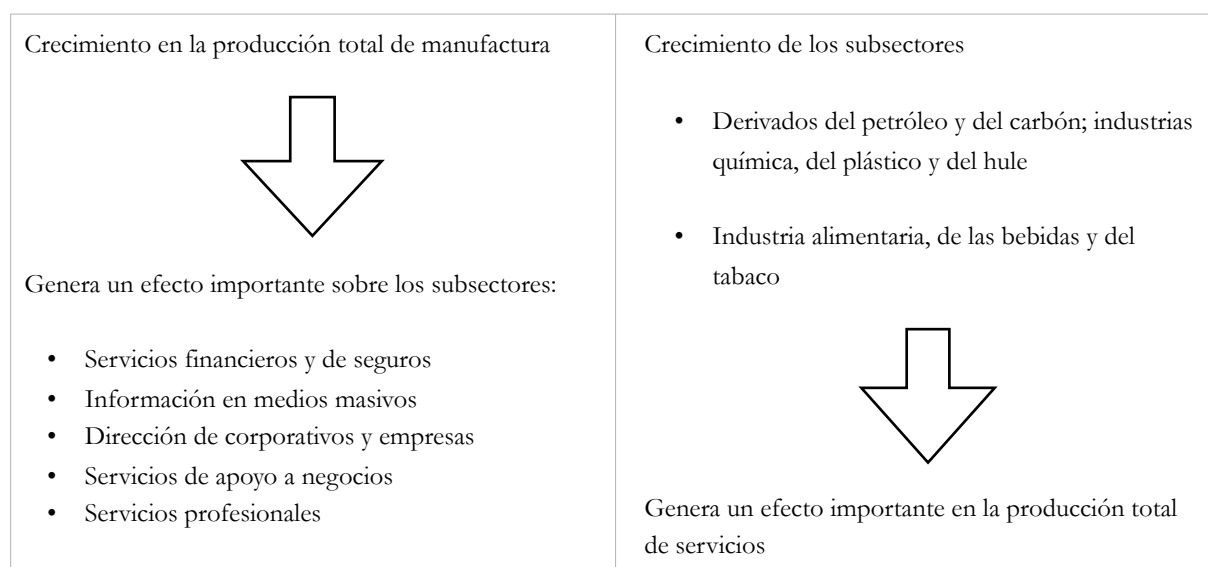 Crecimiento en la producción total de manufactura
Genera un efecto importante sobre los subsectores:
• Servicios financieros y de seguros
• Información en medios masivos
• Dirección de corporativos y empresas
• Servicios de apoyo a negocios
• Servicios profesionales
Crecimiento de los subsectores
• Derivados del petróleo y del carbón; industrias
química, del plástico y del hule
• Industria alimentaria, de las bebidas y del
tabaco
Genera un efecto importante en la producción total
de servicios